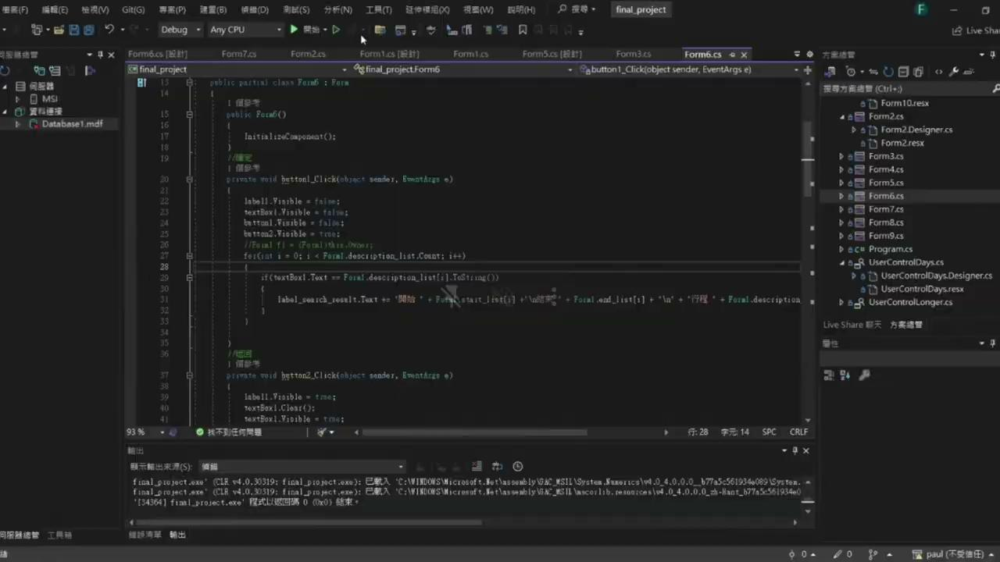 檔案(F) 編輯(E) 檢視(V) Git(G) 專案(P) 建置(B) 偵錯(D) 測試(S) 分析(N) 工具(T) 延伸模組(X) 視窗(W) 說明(H) 搜尋 final_project F
Debug Any CPU 開始 Live Share
伺服器總管
伺服器
MSI
資料連接
Database1.mdf
Form6.cs [設計] Form7.cs Form2.cs Form1.cs [設計] Form1.cs Form5.cs [設計] Form3.cs Form6.cs
final_project final_project.Form6 button1_Click(object sender, EventArgs e)
13 public partial class Form6 : Form
14 {
1 個參考
15 public Form6()
16 {
17 InitializeComponent();
18 }
19 //確定
1 個參考
20 private void button1_Click(object sender, EventArgs e)
21 {
22 label1.Visible = false;
23 textBox1.Visible = false;
24 button1.Visible = false;
25 button2.Visible = true;
26 //Form1 f1 = (Form1)this.Owner;
27 for(int i = 0; i < Form1.description_list.Count; i++)
28 {
29 if(textBox1.Text == Form1.description_list[i].ToString())
30 {
31 label_search_result.Text += "開始 " + Form1.start_list[i] +"\n結束" + Form1.end_list[i] + "\n" + "行程 " + Form1.description_
32 }
33 }
34
35 }
36 //返回
1 個參考
37 private void button2_Click(object sender, EventArgs e)
38 {
39 label1.Visible = true;
40 textBox1.Clear();
41 textBox1.Visible = true;
93 % 找不到任何問題 行: 28 字元: 14 SPC CRLF
輸出
顯示輸出來源(S): 偵錯
final_project.exe' (CLR v4.0.30319: final_project.exe): 已載入 'C:\WINDOWS\Microsoft.Net\assembly\GAC_MSIL\System.Numerics\v4.0_4.0.0.0__b77a5c561934e089\System.
final_project.exe' (CLR v4.0.30319: final_project.exe): 已載入 'C:\WINDOWS\Microsoft.Net\assembly\GAC_MSIL\mscorlib.resources\v4.0_4.0.0.0_zh-Hant_b77a5c561934e0
'[34364] final_project.exe' 程式以返回碼 0 (0x0) 結束。
伺服器總管 工具箱 錯誤清單 輸出
方案總管
搜尋方案總管 (Ctrl+;)
Form10.resx
Form2.cs
Form2.Designer.cs
Form2.resx
Form3.cs
Form4.cs
Form5.cs
Form6.cs
Form7.cs
Form8.cs
Form9.cs
Program.cs
UserControlDays.cs
UserControlDays.Designer.cs
UserControlDays.resx
UserControlLonger.cs
Live Share 聊天 方案總管
屬性
0 0 paul (不受信任)